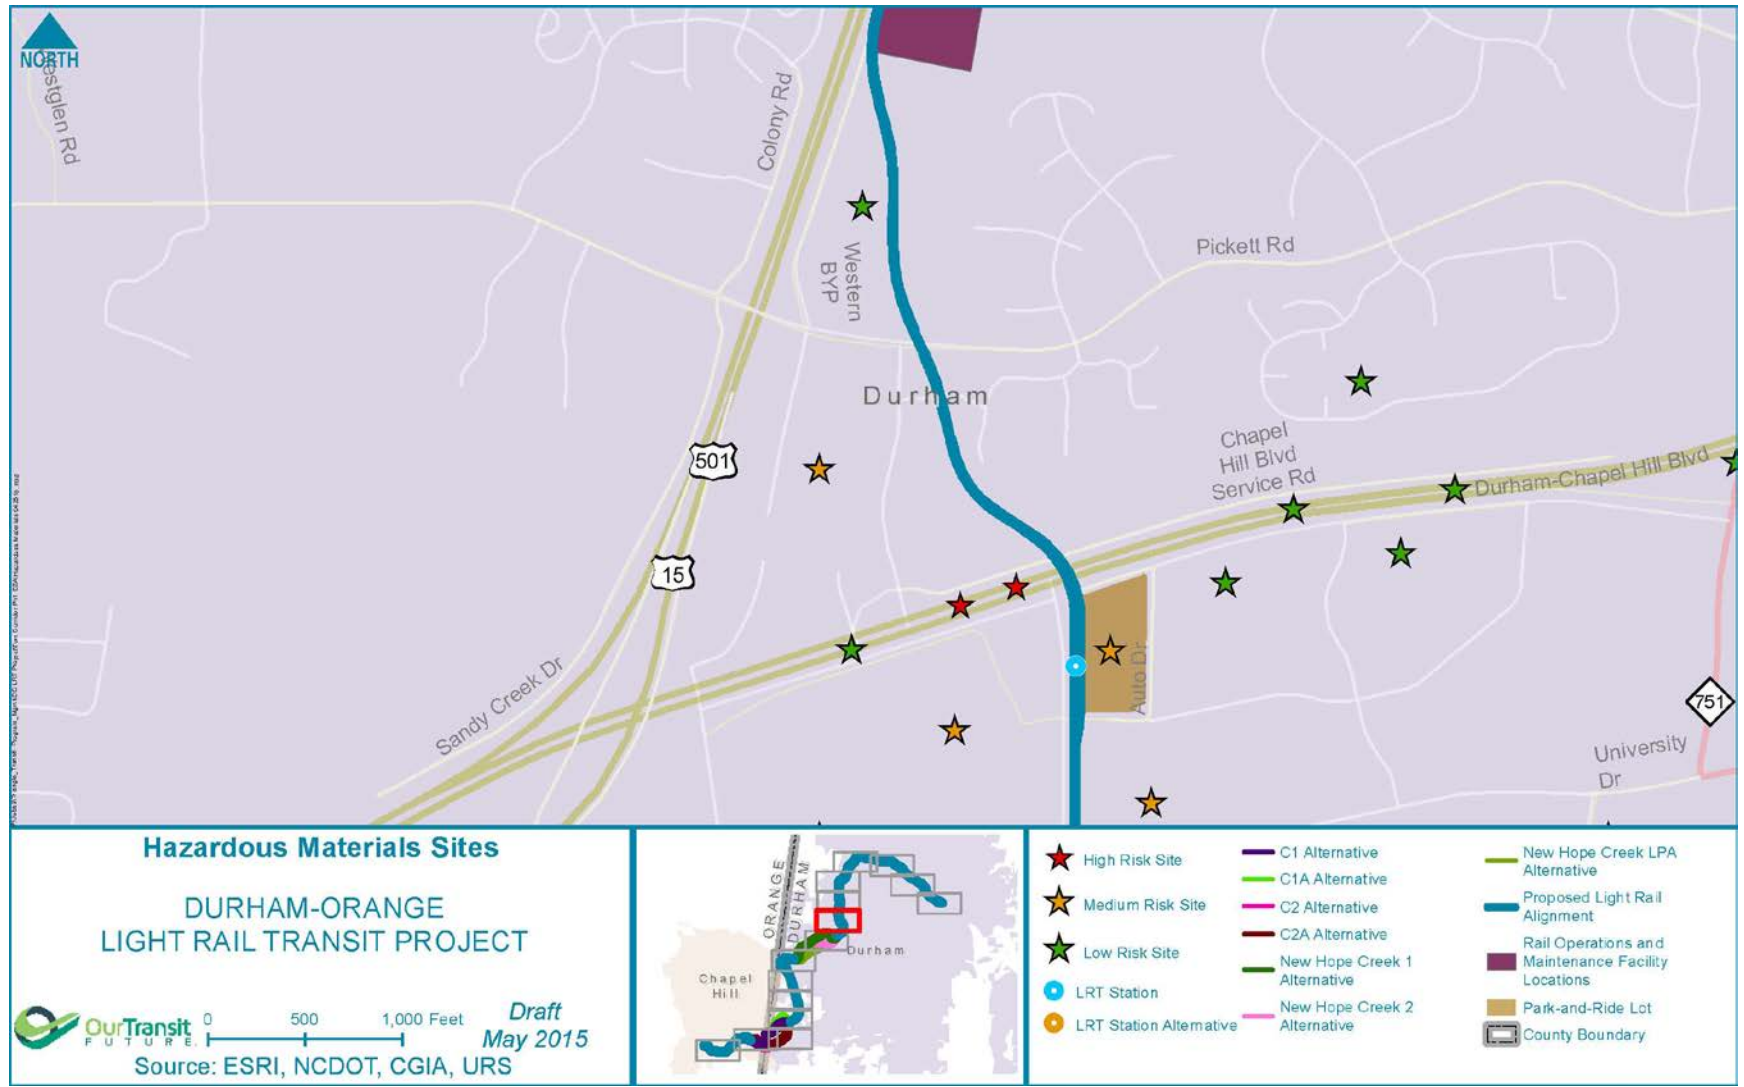 NORTH
Westglen Rd
Colony Rd
Western
BYP
Pickett Rd
Durham
501
Chapel
Hill Blvd
Service Rd
Durham-Chapel Hill Blvd
15
Sandy Creek Dr
Auto Dr
751
University
Dr
Hazardous Materials Sites
DURHAM-ORANGE
LIGHT RAIL TRANSIT PROJECT
OurTransit
FUTURE
0 500 1,000 Feet
Draft
May 2015
Source: ESRI, NCDOT, CGIA, URS
ORANGE
DURHAM
Durham
Chapel
Hill
High Risk Site
Medium Risk Site
Low Risk Site
LRT Station
LRT Station Alternative
C1 Alternative
C1A Alternative
C2 Alternative
C2A Alternative
New Hope Creek 1
Alternative
New Hope Creek 2
Alternative
New Hope Creek LPA
Alternative
Proposed Light Rail
Alignment
Rail Operations and
Maintenance Facility
Locations
Park-and-Ride Lot
County Boundary